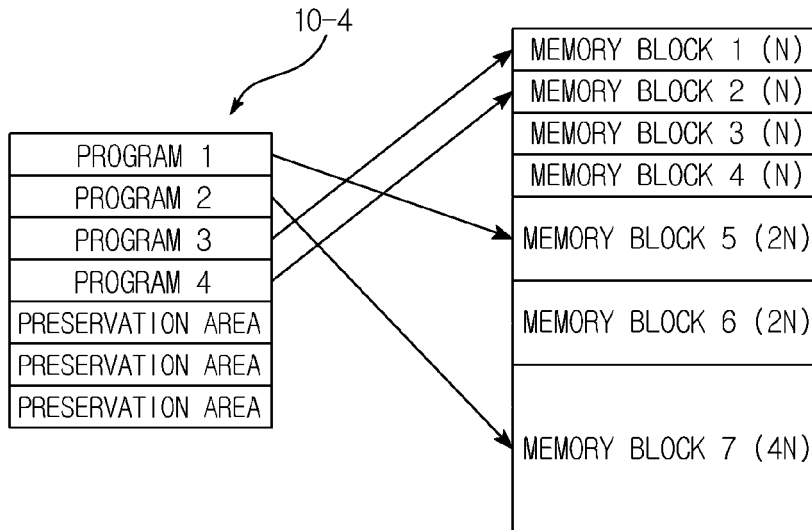 10-4
PROGRAM 1
PROGRAM 2
PROGRAM 3
PROGRAM 4
PRESERVATION AREA
PRESERVATION AREA
PRESERVATION AREA
MEMORY BLOCK 1 (N)
MEMORY BLOCK 2 (N)
MEMORY BLOCK 3 (N)
MEMORY BLOCK 4 (N)
MEMORY BLOCK 5 (2N)
MEMORY BLOCK 6 (2N)
MEMORY BLOCK 7 (4N)